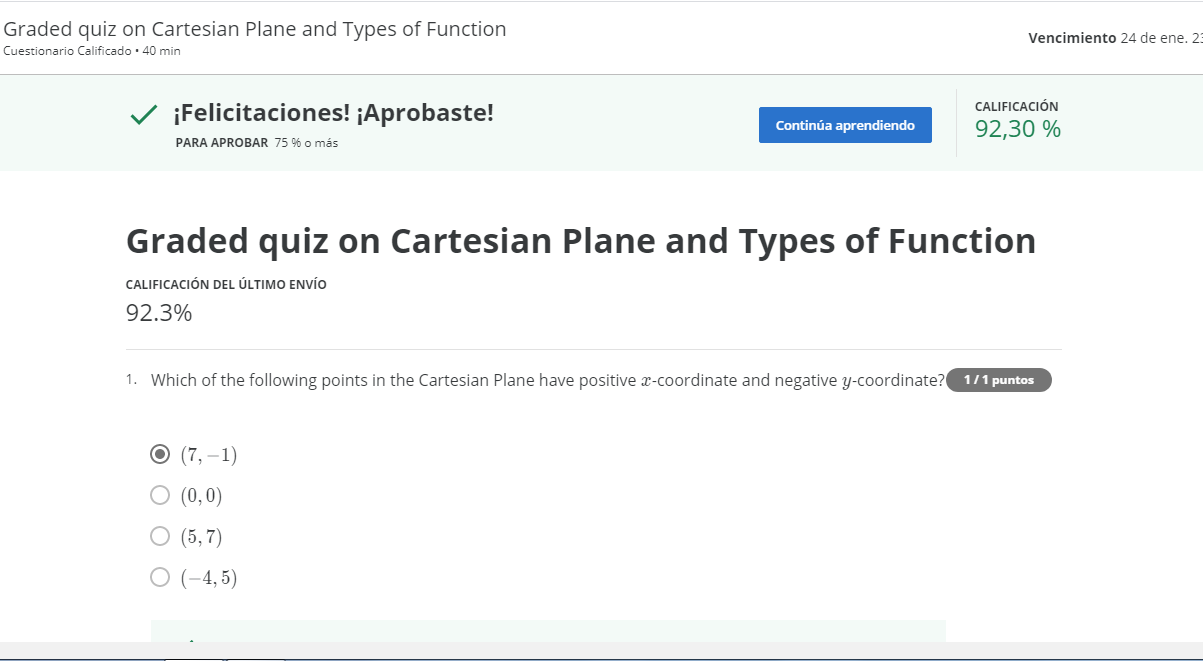 Graded quiz on Cartesian Plane and Types of Function
Cuestionario Calificado • 40 min
Vencimiento 24 de ene. 23
¡Felicitaciones! ¡Aprobaste!
PARA APROBAR 75 % o más
Continúa aprendiendo
CALIFICACIÓN
92,30 %
Graded quiz on Cartesian Plane and Types of Function
CALIFICACIÓN DEL ÚLTIMO ENVÍO
92.3%
1. Which of the following points in the Cartesian Plane have positive x-coordinate and negative y-coordinate?
1 / 1 puntos
(7, −1)
(0, 0)
(5, 7)
(−4, 5)